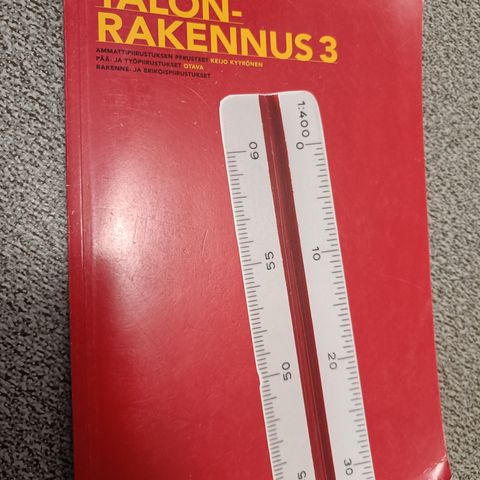 TALON-
RAKENNUS 3
AMMATTIPIIRUSTUKSEN PERUSTEET KEIJO KYYRÖNEN
PÄÄ- JA TYÖPIIRUSTUKSET OTAVA
RAKENNE- JA ERIKOISPIIRUSTUKSET
1:400
0
60
10
55
20
50
30